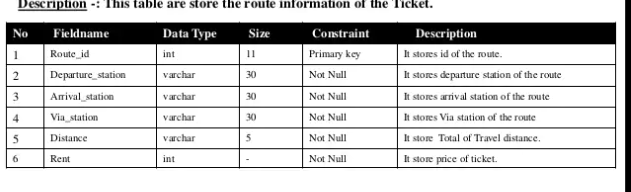 Description -: This table are store the route information of the Ticket.
No Fieldname Data Type Size Constraint Description
1 Route_id int 11 Primary key It stores id of the route.
2 Departure_station varchar 30 Not Null It stores departure station of the route
3 Arrival_station varchar 30 Not Null It stores arrival station of the route
4 Via_station varchar 30 Not Null It stores Via station of the route
5 Distance varchar 5 Not Null It store Total of Travel distance.
6 Rent int - Not Null It store price of ticket.